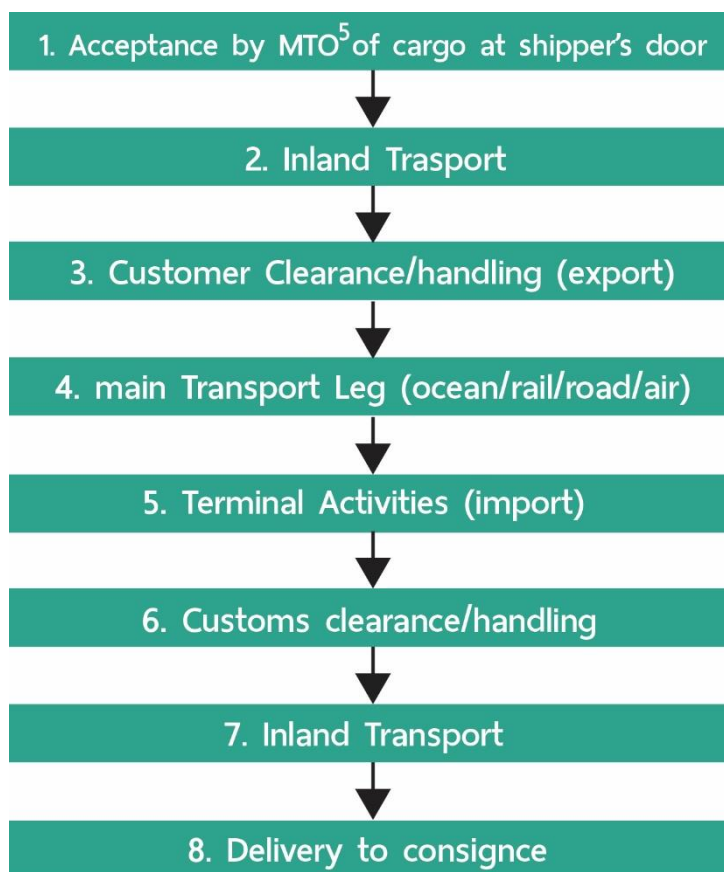 1. Acceptance by MTO⁵ of cargo at shipper's door
2. Inland Trasport
3. Customer Clearance/handling (export)
4. main Transport Leg (ocean/rail/road/air)
5. Terminal Activities (import)
6. Customs clearance/handling
7. Inland Transport
8. Delivery to consignce